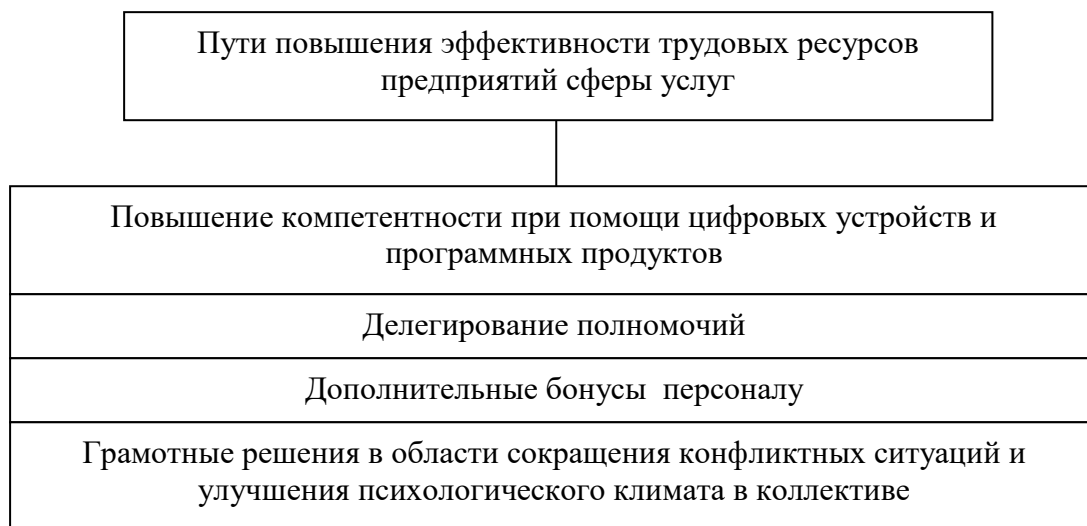 Пути повышения эффективности трудовых ресурсов
предприятий сферы услуг
Повышение компетентности при помощи цифровых устройств и
программных продуктов
Делегирование полномочий
Дополнительные бонусы  персоналу
Грамотные решения в области сокращения конфликтных ситуаций и
улучшения психологического климата в коллективе